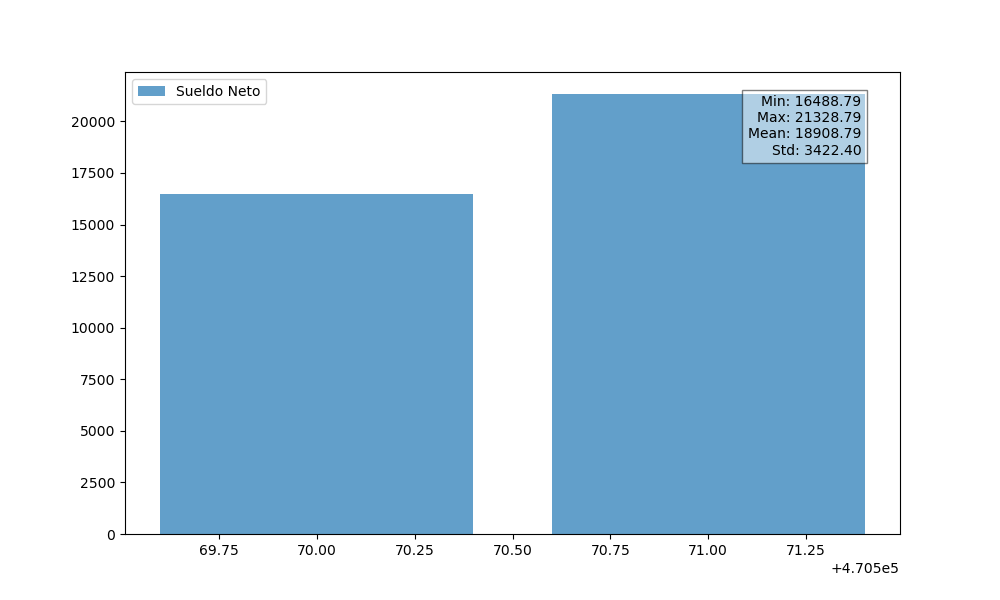 Sueldo Neto
Min: 16488.79
Max: 21328.79
Mean: 18908.79
Std: 3422.40
20000
17500
15000
12500
10000
7500
5000
2500
0
69.75 70.00 70.25 70.50 70.75 71.00 71.25
+4.705e5